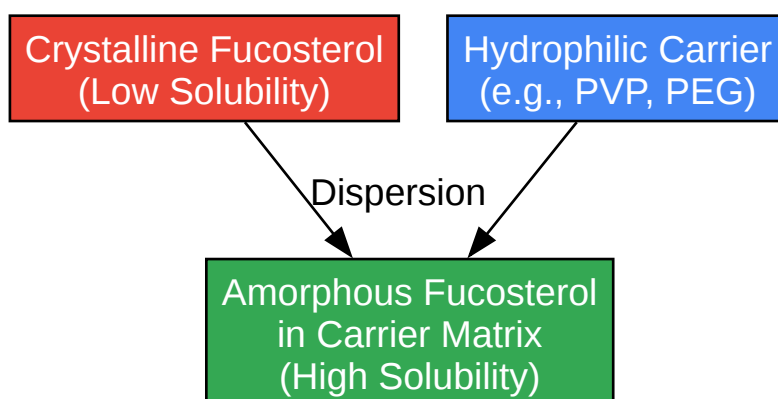 Crystalline Fucosterol
(Low Solubility)
Hydrophilic Carrier
(e.g., PVP, PEG)
Dispersion
Amorphous Fucosterol
in Carrier Matrix
(High Solubility)